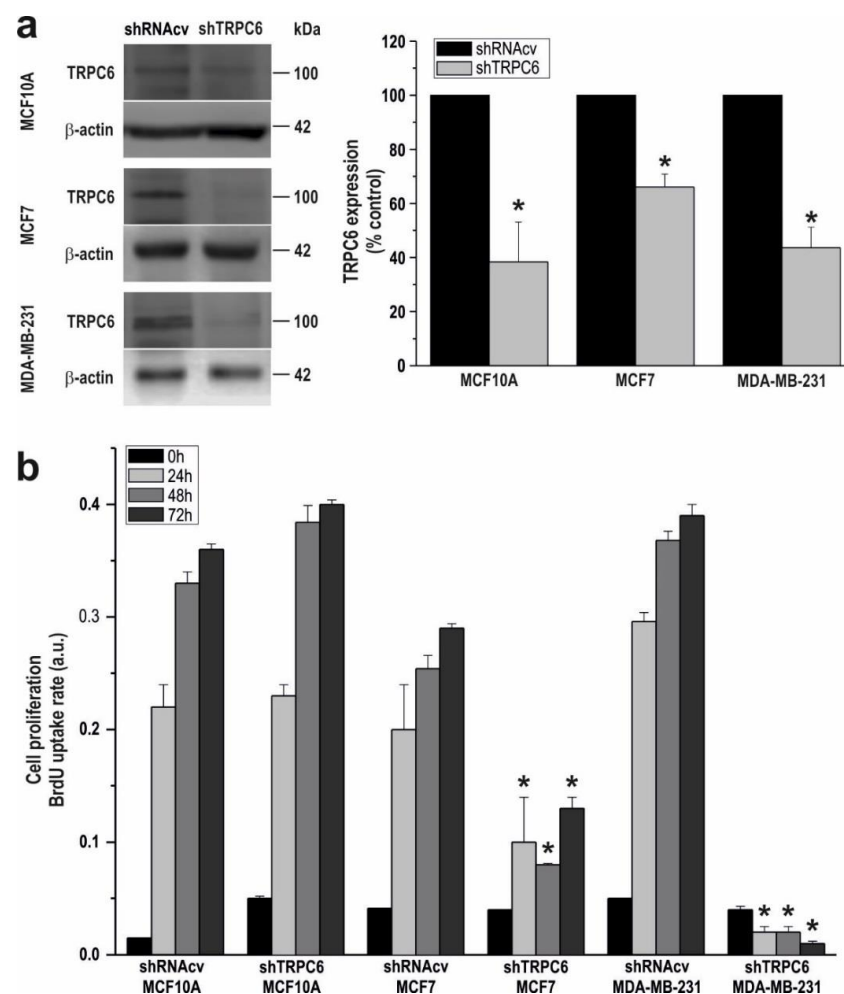 a
shRNAcv shTRPC6 kDa
MCF10A
TRPC6 100
β-actin 42
MCF7
TRPC6 100
β-actin 42
MDA-MB-231
TRPC6 100
β-actin 42
TRPC6 expression
(% control)
120
100
80
60
40
20
0
shRNAcv
shTRPC6
* * *
MCF10A MCF7 MDA-MB-231
b
Cell proliferation
BrdU uptake rate (a.u.)
0.4
0.3
0.2
0.1
0.0
0h
24h
48h
72h
* * * * * *
shRNAcv shTRPC6 shRNAcv shTRPC6 shRNAcv shTRPC6
MCF10A MCF10A MCF7 MCF7 MDA-MB-231 MDA-MB-231